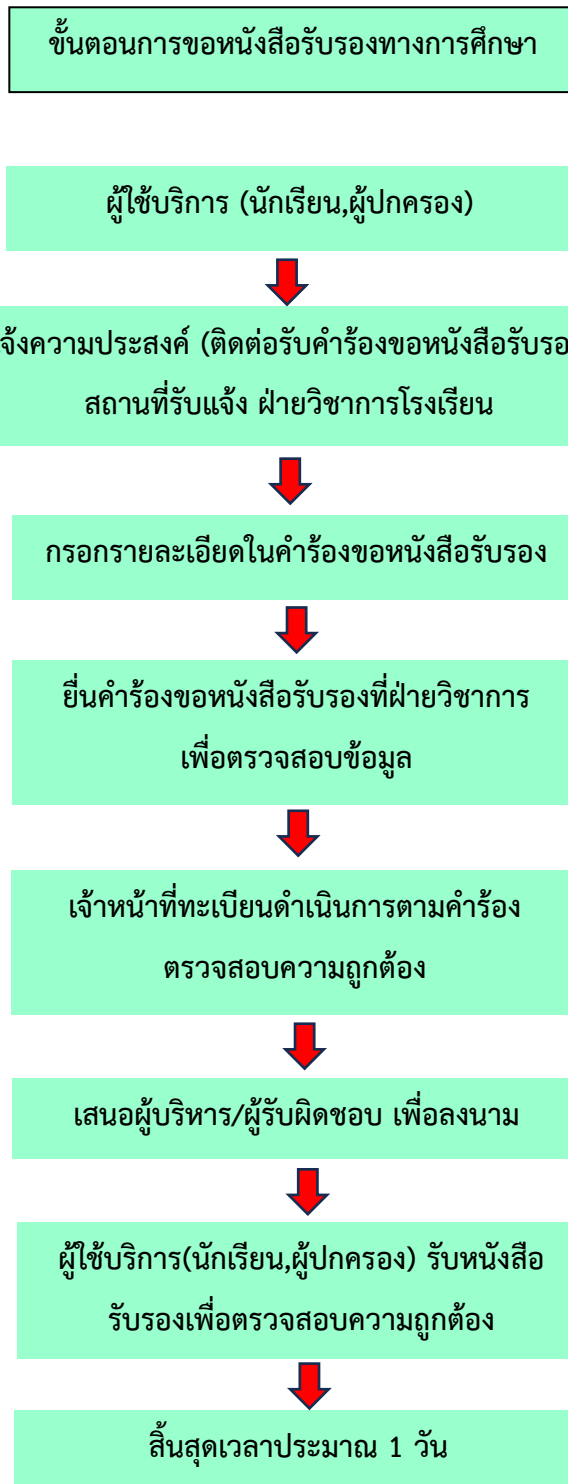 ขั้นตอนการขอหนังสือรับรองทางการศึกษา
ผู้ใช้บริการ (นักเรียน,ผู้ปกครอง)
จ้งความประสงค์ (ติดต่อรับคำร้องขอหนังสือรับรอ
สถานที่รับแจ้ง ฝ่ายวิชาการโรงเรียน
กรอกรายละเอียดในคำร้องขอหนังสือรับรอง
ยื่นคำร้องขอหนังสือรับรองที่ฝ่ายวิชาการ
เพื่อตรวจสอบข้อมูล
เจ้าหน้าที่ทะเบียนดำเนินการตามคำร้อง
ตรวจสอบความถูกต้อง
เสนอผู้บริหาร/ผู้รับผิดชอบ เพื่อลงนาม
ผู้ใช้บริการ(นักเรียน,ผู้ปกครอง) รับหนังสือ
รับรองเพื่อตรวจสอบความถูกต้อง
สิ้นสุดเวลาประมาณ 1 วัน